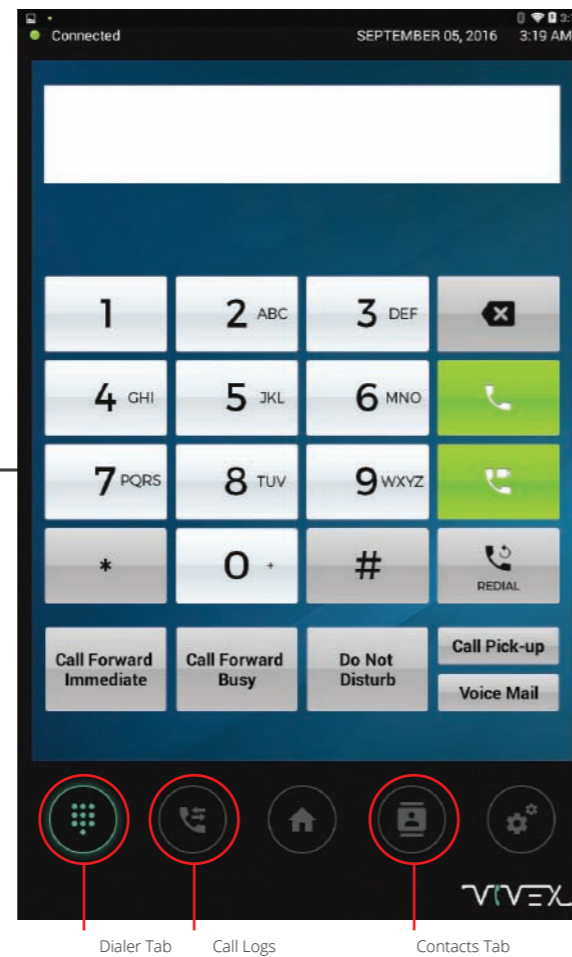 3:1
Connected SEPTEMBER 05, 2016 3:19 AM
1 2 ABC 3 DEF
4 GHI 5 JKL 6 MNO
7 PQRS 8 TUV 9 WXYZ
* 0 + #
REDIAL
Call Forward
Immediate
Call Forward
Busy
Do Not
Disturb
Call Pick-up
Voice Mail
VIVEX
Dialer Tab Call Logs Contacts Tab